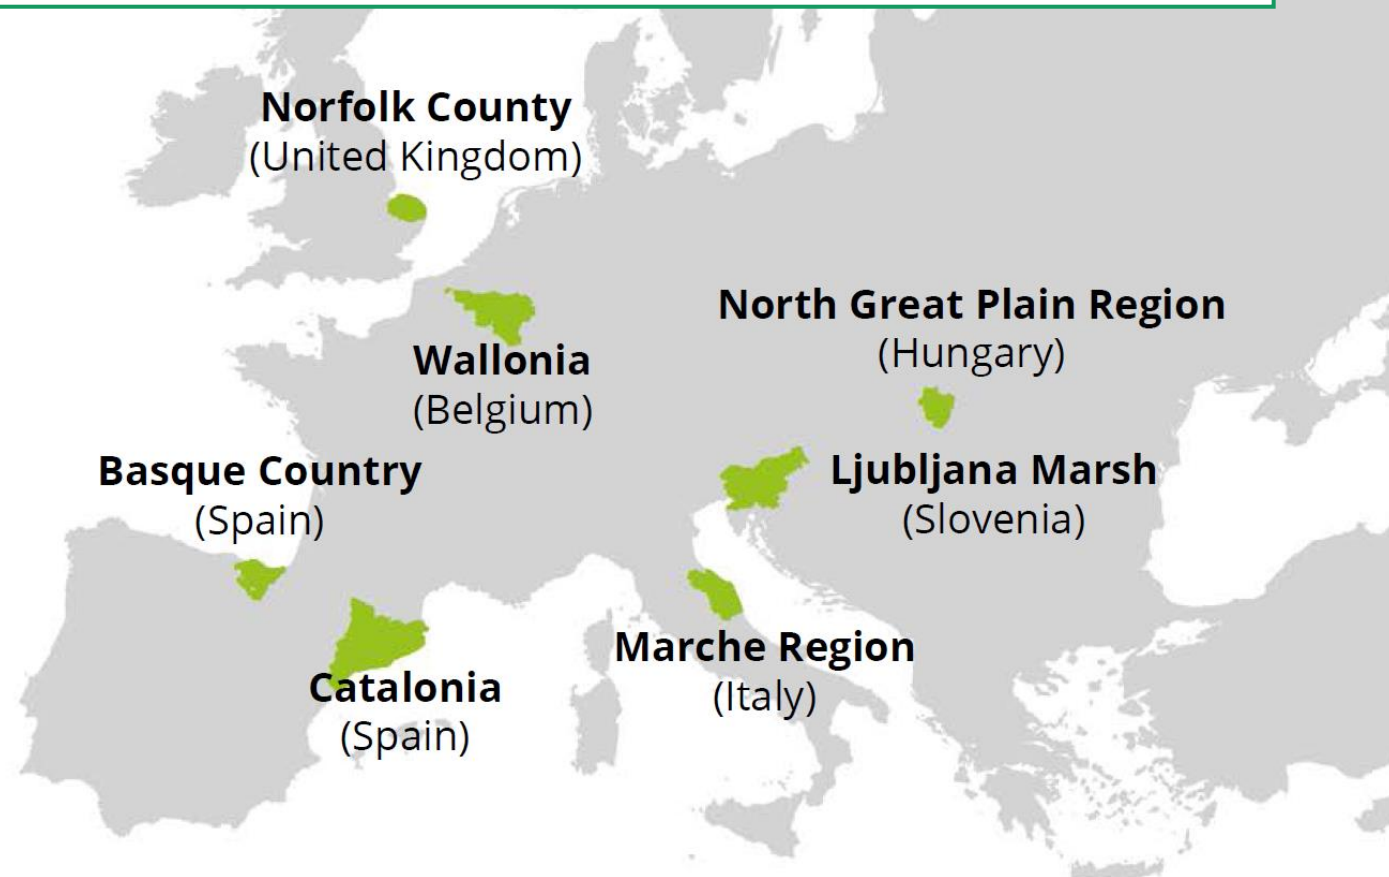 Norfolk County
(United Kingdom)
North Great Plain Region
(Hungary)
Wallonia
(Belgium)
Basque Country
(Spain)
Ljubljana Marsh
(Slovenia)
Marche Region
(Italy)
Catalonia
(Spain)